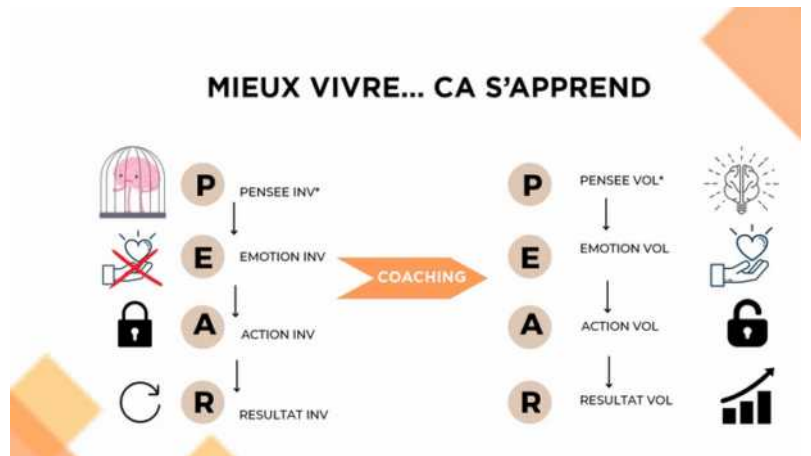 MIEUX VIVRE... CA S'APPREND
P PENSEE INV*
E EMOTION INV
A ACTION INV
R RESULTAT INV
COACHING
P PENSEE VOL*
E EMOTION VOL
A ACTION VOL
R RESULTAT VOL